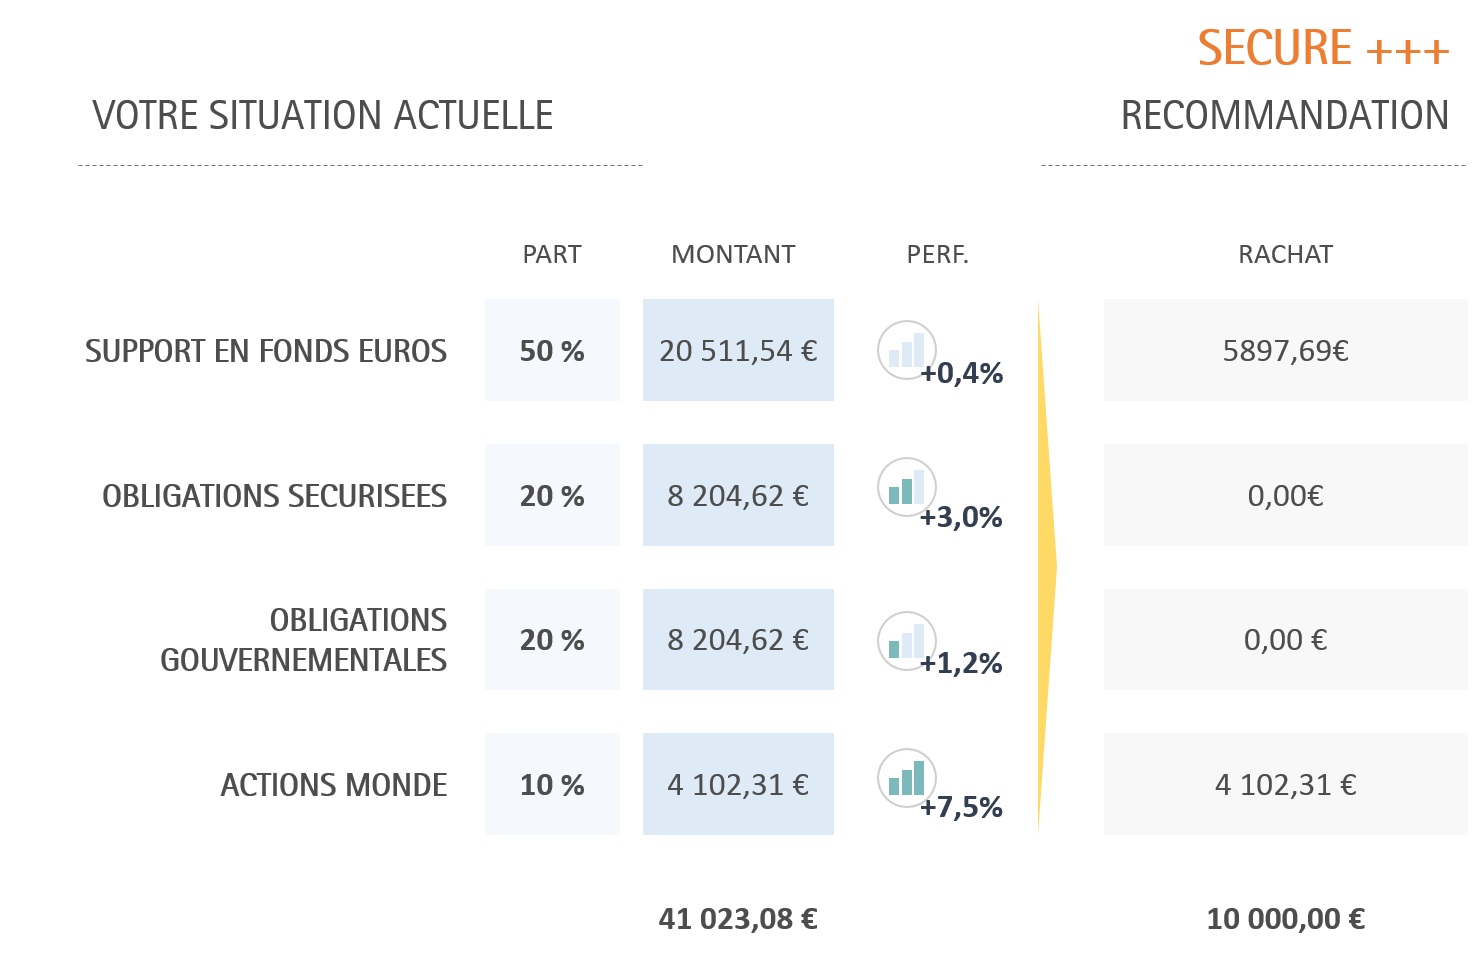 SECURE +++
VOTRE SITUATION ACTUELLE
RECOMMANDATION
PART
MONTANT
PERF.
RACHAT
SUPPORT EN FONDS EUROS
50 %
20 511,54 €
+0,4%
5897,69€
OBLIGATIONS SECURISEES
20 %
8 204,62 €
+3,0%
0,00€
OBLIGATIONS
GOUVERNEMENTALES
20 %
8 204,62 €
+1,2%
0,00 €
ACTIONS MONDE
10 %
4 102,31 €
+7,5%
4 102,31 €
41 023,08 €
10 000,00 €